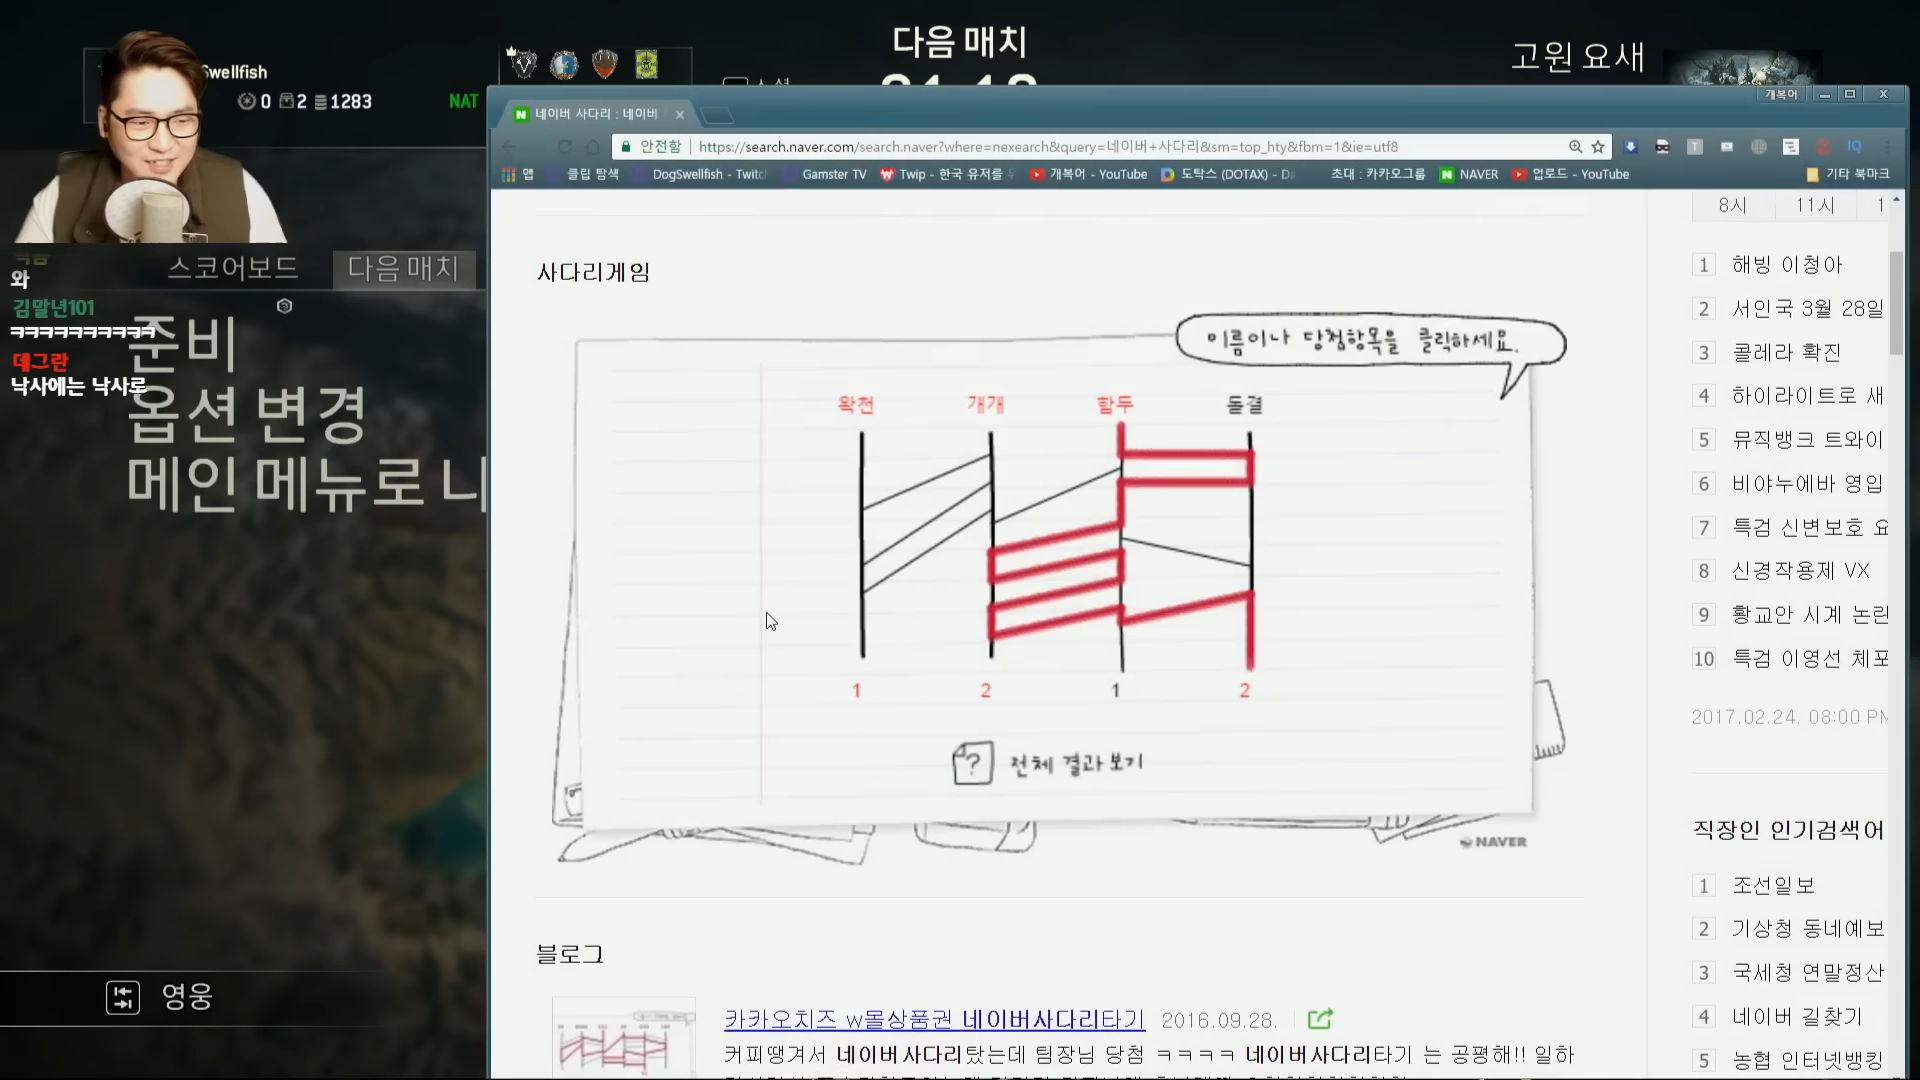 Swellfish
0 2 1283
NAT
다음 매치
고원 요새
개복어
네이버 사다리 : 네이버
안전함 https://search.naver.com/search.naver?where=nexearch&query=네이버+사다리&sm=top_hty&fbm=1&ie=utf8
앱 클립 탐색 DogSwellfish - Twitc Gamster TV Twip - 한국 유저를 개복어 - YouTube 도탁스 (DOTAX) - Da 초대 : 카카오그룹 NAVER 업로드 - YouTube 기타 북마크
스코어보드 다음 매치
와
김말년101
ㅋㅋㅋㅋㅋㅋㅋㅋㅋㅋ
데그란
낙사에는 낙사로
준비
옵션 변경
메인 메뉴로 나
영웅
사다리게임
이름이나 당첨항목을 클릭하세요.
왁천 개개 함두 돌결
1 2 1 2
전체 결과 보기
NAVER
블로그
카카오치즈 w몰상품권 네이버사다리타기 2016.09.28.
커피땡겨서 네이버사다리탔는데 팀장님 당첨 ㅋㅋㅋㅋ 네이버사다리타기 는 공평해!! 일하
8시 11시 1
1 해빙 이청아
2 서인국 3월 28일
3 콜레라 확진
4 하이라이트로 새
5 뮤직뱅크 트와이
6 비야누에바 영입
7 특검 신변보호 요
8 신경작용제 VX
9 황교안 시계 논란
10 특검 이영선 체포
2017.02.24. 08:00 PM
직장인 인기검색어
1 조선일보
2 기상청 동네예보
3 국세청 연말정산
4 네이버 길찾기
5 농협 인터넷뱅킹